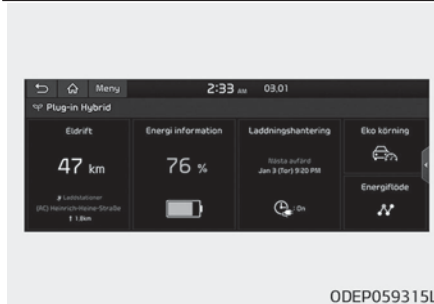 Meny
2:33 AM 03.01
Plug-in Hybrid
Eldrift
47 km
Laddstationer
(AC) Heinrich-Heine-Straße
↑ 1.8km
Energi information
76 %
Laddningshantering
Nästa avfärd
Jan 3 (Tor) 9:20 PM
: On
Eko körning
Energiflöde
ODEP059315L